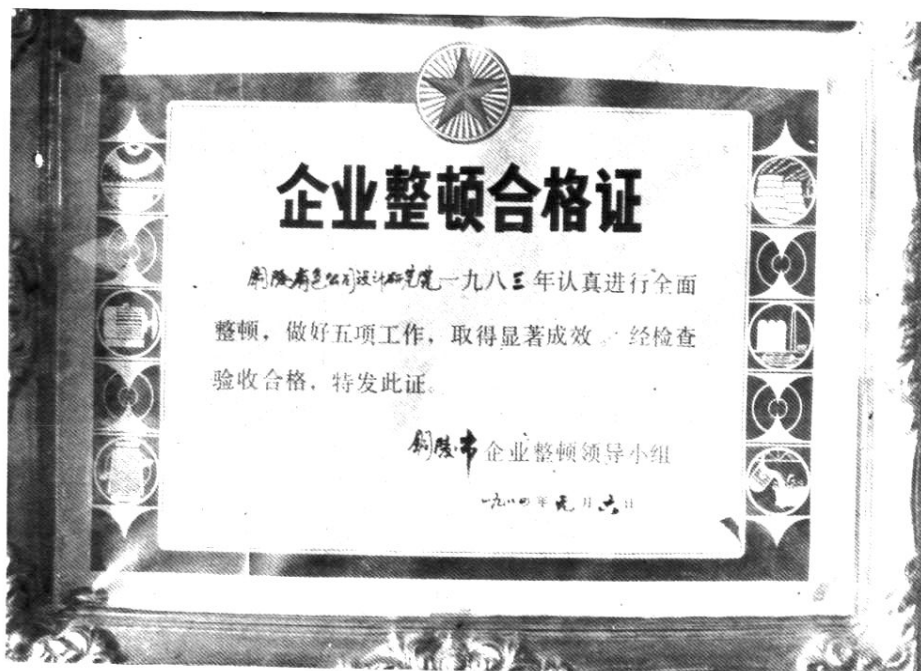 企业整顿合格证
铜陵有色公司设计研究院一九八三年认真进行全面
整顿，做好五项工作，取得显著成效。经检查
验收合格，特发此证。
铜陵市企业整顿领导小组
一九八四年元月六日